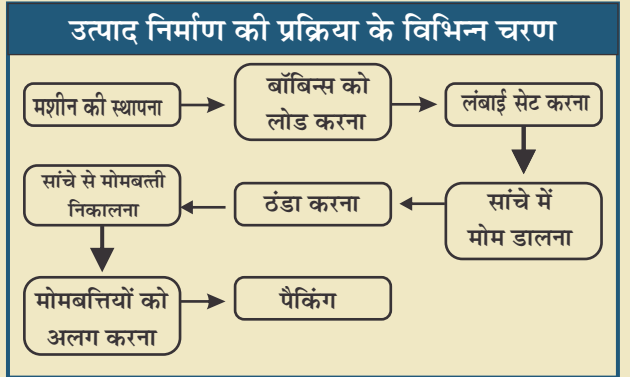 उत्पाद निर्माण की प्रक्रिया के विभिन्न चरण
मशीन की स्थापना
बॉबिन्स को
लोड करना
लंबाई सेट करना
सांचे में
मोम डालना
ठंडा करना
सांचे से मोमबत्ती
निकालना
मोमबत्तियों को
अलग करना
पैकिंग